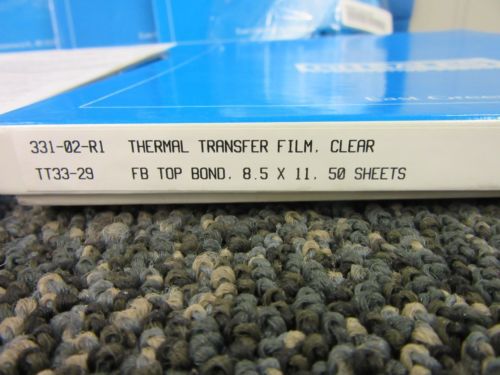 331-02-R1 THERMAL TRANSFER FILM, CLEAR
TT33-29 FB TOP BOND, 8.5 X 11, 50 SHEETS